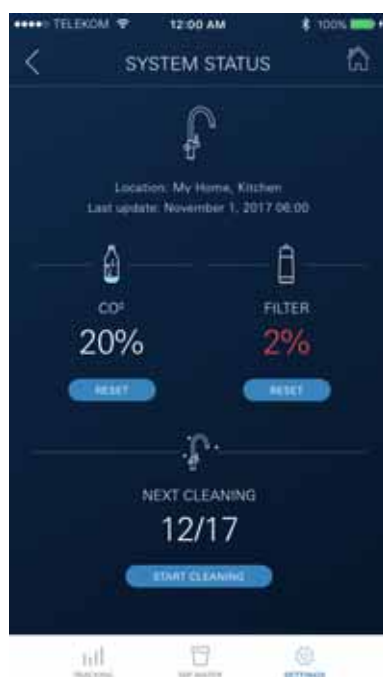 TELEKOM 12:00 AM 100%
SYSTEM STATUS
Location: My Home, Kitchen
Last update: November 1, 2017 06:00
CO² FILTER
20% 2%
RESET RESET
NEXT CLEANING
12/17
START CLEANING
TRACKING SETTINGS